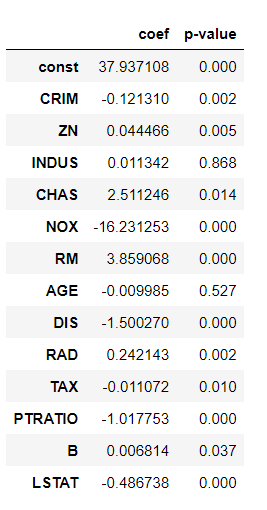 coef p-value
const 37.937108 0.000
CRIM -0.121310 0.002
ZN 0.044466 0.005
INDUS 0.011342 0.868
CHAS 2.511246 0.014
NOX -16.231253 0.000
RM 3.859068 0.000
AGE -0.009985 0.527
DIS -1.500270 0.000
RAD 0.242143 0.002
TAX -0.011072 0.010
PTRATIO -1.017753 0.000
B 0.006814 0.037
LSTAT -0.486738 0.000